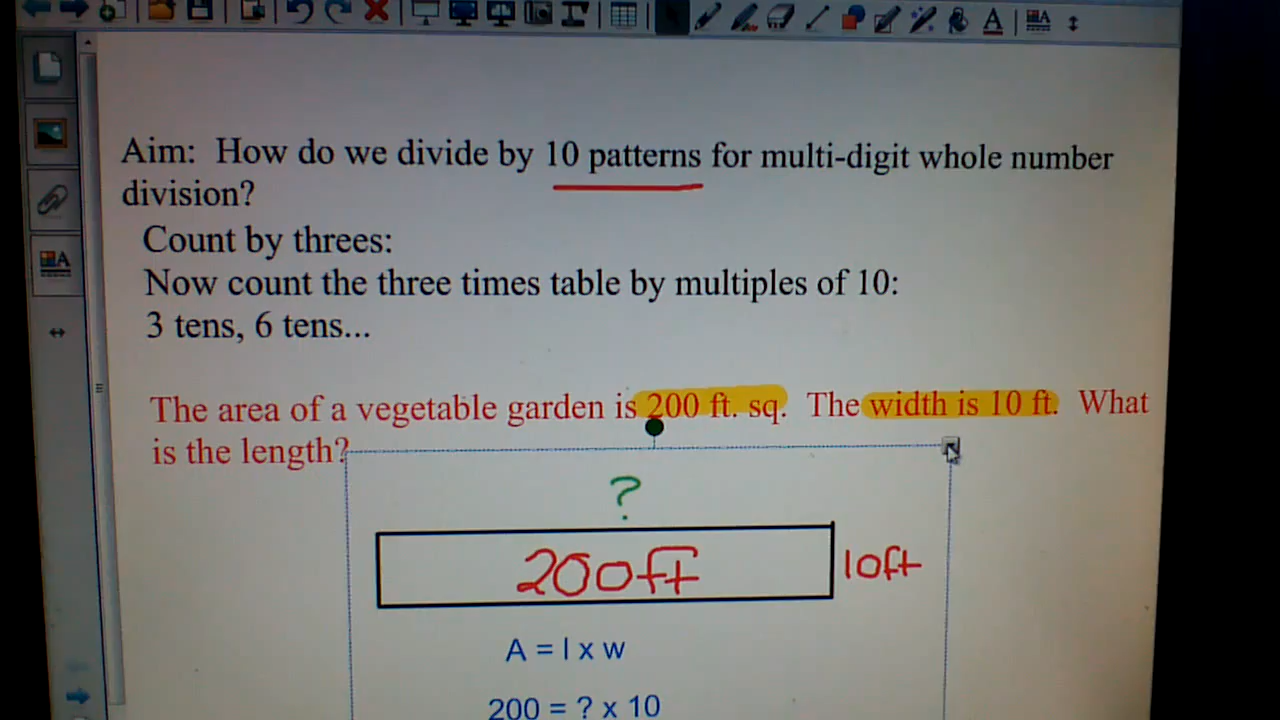 Aim: How do we divide by 10 patterns for multi-digit whole number
division?
Count by threes:
Now count the three times table by multiples of 10:
3 tens, 6 tens...
The area of a vegetable garden is 200 ft. sq. The width is 10 ft. What
is the length?
?
200ft 10ft
A = l x w
200 = ? x 10